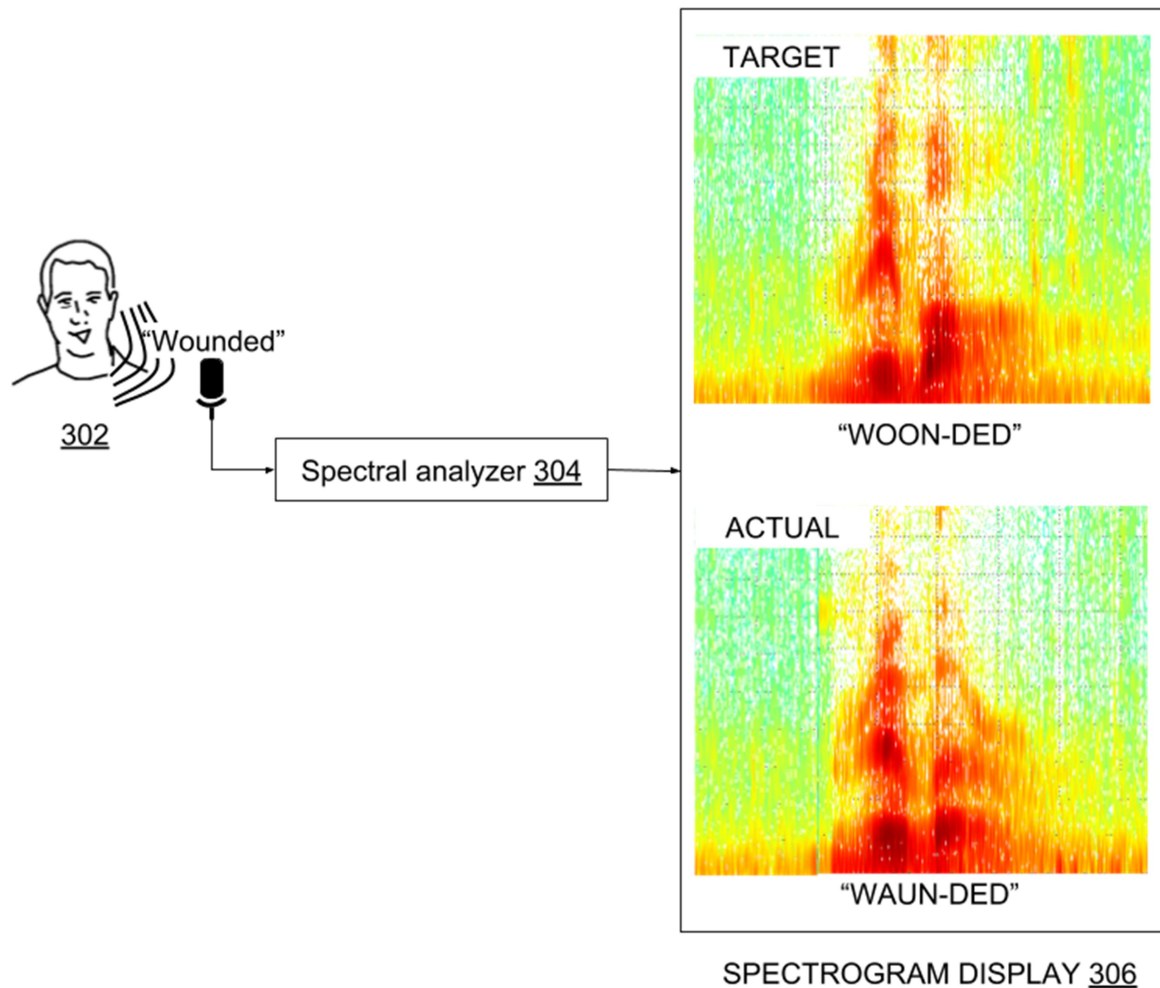 TARGET
“Wounded”
302
“WOON-DED”
Spectral analyzer 304
ACTUAL
“WAUN-DED”
SPECTROGRAM DISPLAY 306